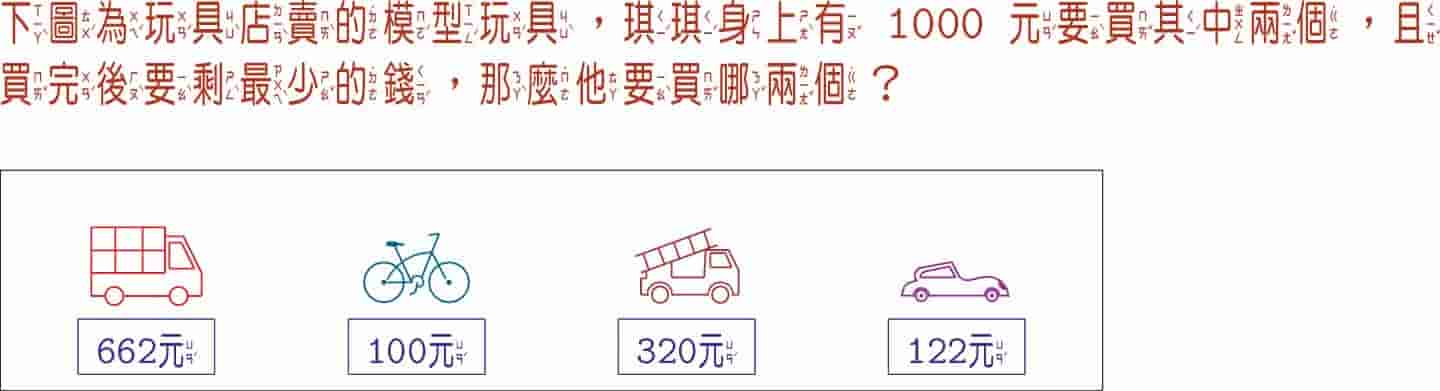 下圖為玩具店賣的模型玩具，琪琪身上有 1000 元要買其中兩個，且
買完後要剩最少的錢，那麼他要買哪兩個？
662元 100元 320元 122元